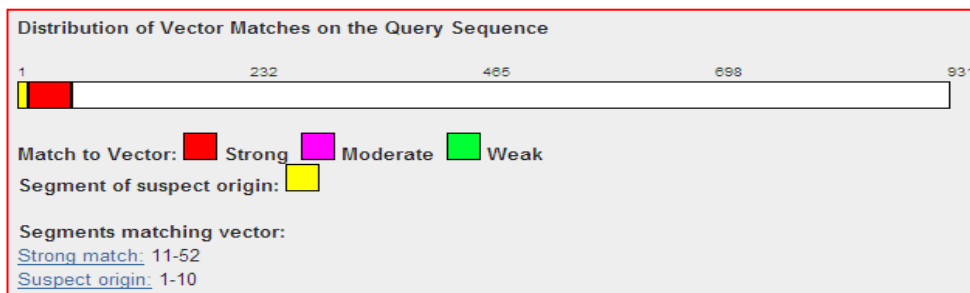 Distribution of Vector Matches on the Query Sequence
1 232 465 698 931
Match to Vector: Strong Moderate Weak
Segment of suspect origin:
Segments matching vector:
Strong match: 11-52
Suspect origin: 1-10